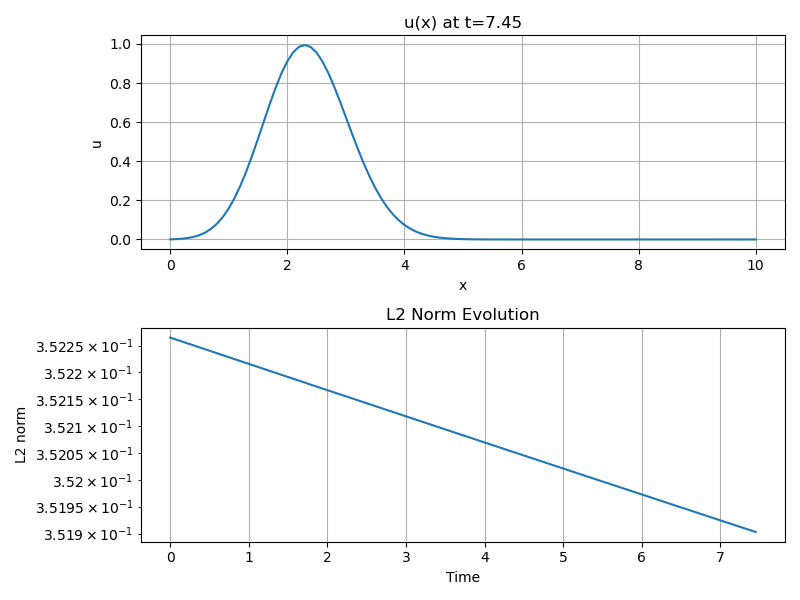 u(x) at t=7.45
1.0
0.8
0.6
0.4
0.2
0.0
u
0 2 4 6 8 10
x
L2 Norm Evolution
3.5225 × 10⁻¹
3.522 × 10⁻¹
3.5215 × 10⁻¹
3.521 × 10⁻¹
3.5205 × 10⁻¹
3.52 × 10⁻¹
3.5195 × 10⁻¹
3.519 × 10⁻¹
L2 norm
0 1 2 3 4 5 6 7
Time